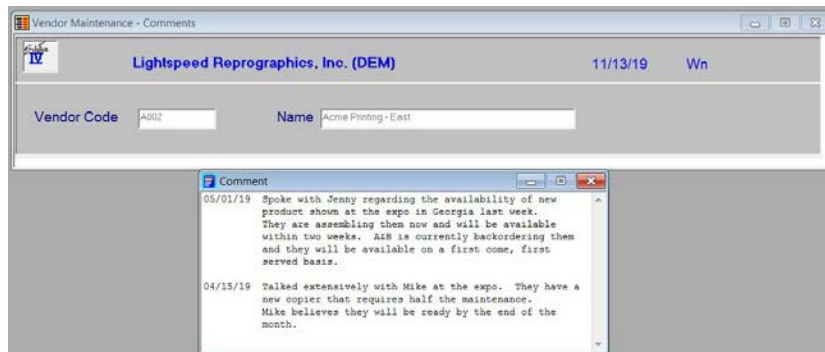 Vendor Maintenance - Comments
IV
Lightspeed Reprographics, Inc. (DEM) 11/13/19 Wn
Vendor Code A002 Name Acme Printing - East
Comment
05/01/19 Spoke with Jenny regarding the availability of new
product shown at the expo in Georgia last week.
They are assembling them now and will be available
within two weeks. A&B is currently backordering them
and they will be available on a first come, first
served basis.
04/15/19 Talked extensively with Mike at the expo. They have a
new copier that requires half the maintenance.
Mike believes they will be ready by the end of the
month.